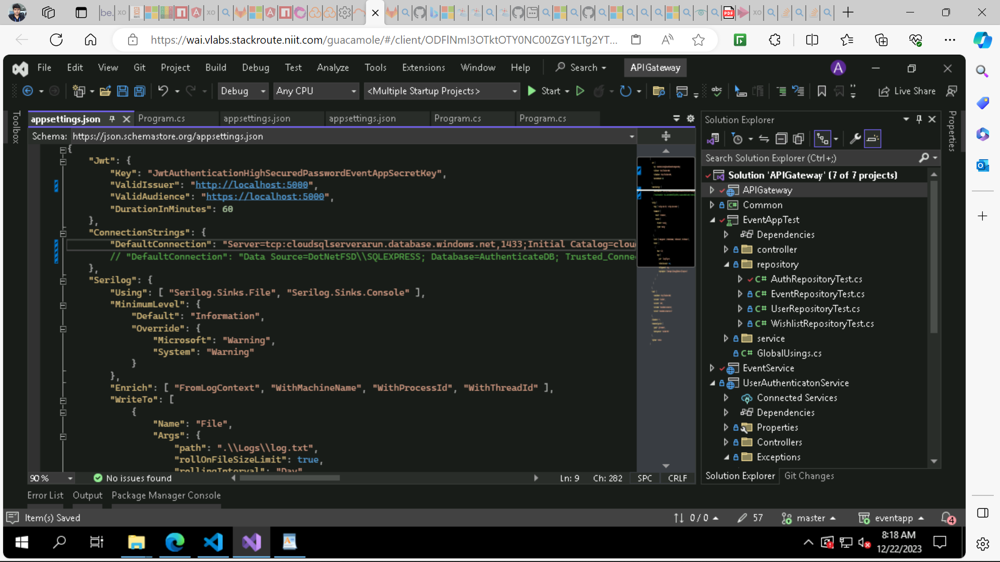 be.
https://wai.vlabs.stackroute.niit.com/guacamole/#/client/ODFlNmI3OTktOTY0NC00ZGY1LTg2YT...
File Edit View Git Project Build Debug Test Analyze Tools Extensions Window Help Search APIGateway A
Debug Any CPU <Multiple Startup Projects> Start Live Share
Toolbox
appsettings.json Program.cs appsettings.json appsettings.json Program.cs Program.cs
Schema: https://json.schemastore.org/appsettings.json
{
"Jwt": {
"Key": "JwtAuthenticationHighSecuredPasswordEventAppSecretKey",
"ValidIssuer": "http://localhost:5000",
"ValidAudience": "https://localhost:5000",
"DurationInMinutes": 60
},
"ConnectionStrings": {
"DefaultConnection": "Server=tcp:cloudsqlserverarun.database.windows.net,1433;Initial Catalog=clou
// "DefaultConnection": "Data Source=DotNetFSD\\SQLEXPRESS; Database=AuthenticateDB; Trusted_Conne
},
"Serilog": {
"Using": [ "Serilog.Sinks.File", "Serilog.Sinks.Console" ],
"MinimumLevel": {
"Default": "Information",
"Override": {
"Microsoft": "Warning",
"System": "Warning"
}
},
"Enrich": [ "FromLogContext", "WithMachineName", "WithProcessId", "WithThreadId" ],
"WriteTo": [
{
"Name": "File",
"Args": {
"path": ".\\Logs\\log.txt",
"rollOnFileSizeLimit": true,
"rollingInterval": "Day"
90 % No issues found Ln: 9 Ch: 282 SPC CRLF
Solution Explorer
Search Solution Explorer (Ctrl+;)
Solution 'APIGateway' (7 of 7 projects)
APIGateway
Common
EventAppTest
Dependencies
controller
repository
C# AuthRepositoryTest.cs
C# EventRepositoryTest.cs
C# UserRepositoryTest.cs
C# WishlistRepositoryTest.cs
service
C# GlobalUsings.cs
EventService
UserAuthenticatonService
Connected Services
Dependencies
Properties
Controllers
Exceptions
Solution Explorer Git Changes
Properties
Error List Output Package Manager Console
Item(s) Saved 0 / 0 57 master eventapp 4
8:18 AM
12/22/2023